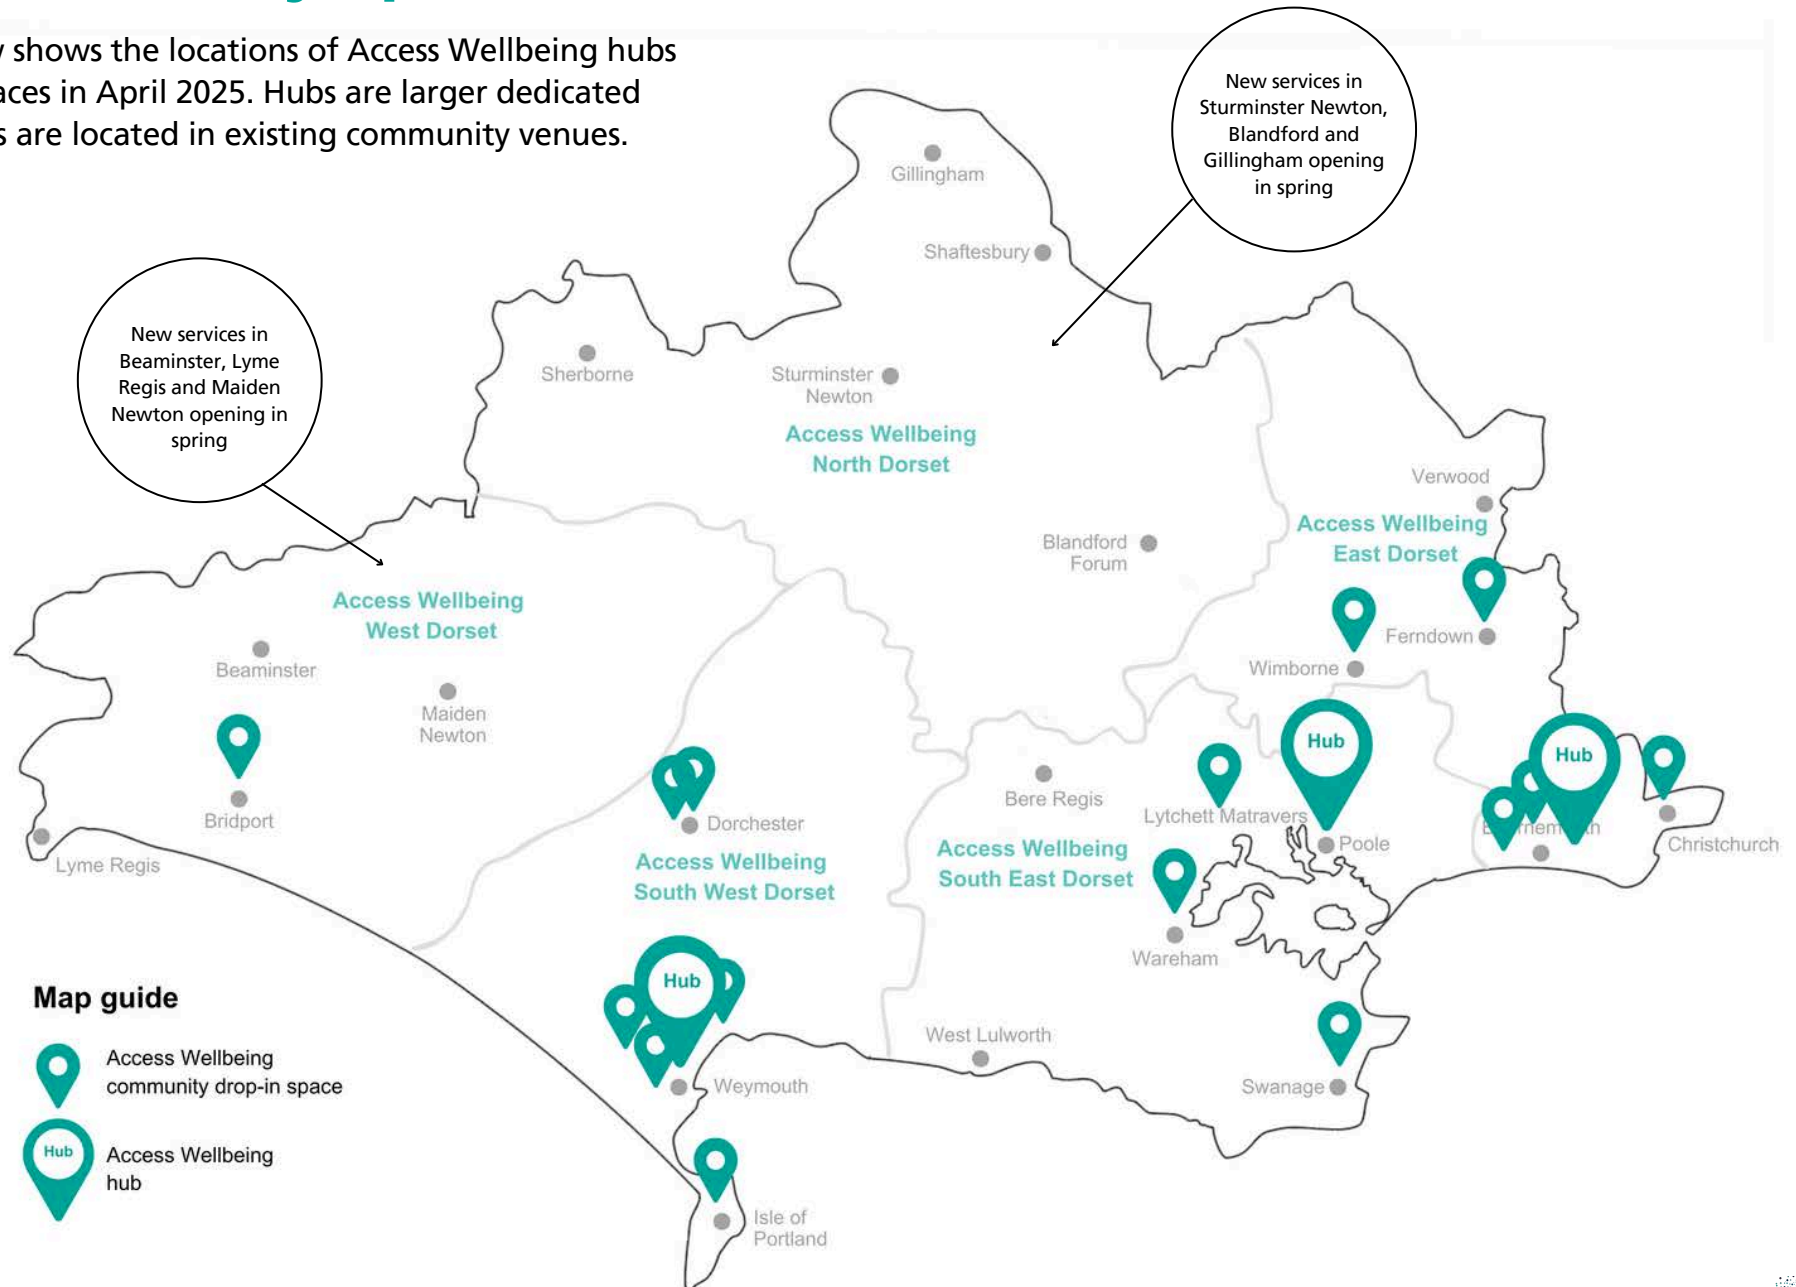 shows the locations of Access Wellbeing hubs
in April 2025. Hubs are larger dedicated
are located in existing community venues.
New services in
Sturminster Newton,
Blandford and
Gillingham opening
in spring
Gillingham
Shaftesbury
New services in
Beaminster, Lyme
Regis and Maiden
Newton opening in
spring
Sherborne
Sturminster
Newton
Access Wellbeing
North Dorset
Verwood
Access Wellbeing
East Dorset
Blandford
Forum
Access Wellbeing
West Dorset
Ferndown
Wimborne
Beaminster
Maiden
Newton
Hub
Hub
Bere Regis
Lytchett Matravers
Bridport
Dorchester
Poole
Christchurch
Lyme Regis
Access Wellbeing
South West Dorset
Access Wellbeing
South East Dorset
Wareham
Hub
Map guide
West Lulworth
Access Wellbeing
community drop-in space
Weymouth
Swanage
Hub
Access Wellbeing
hub
Isle of
Portland